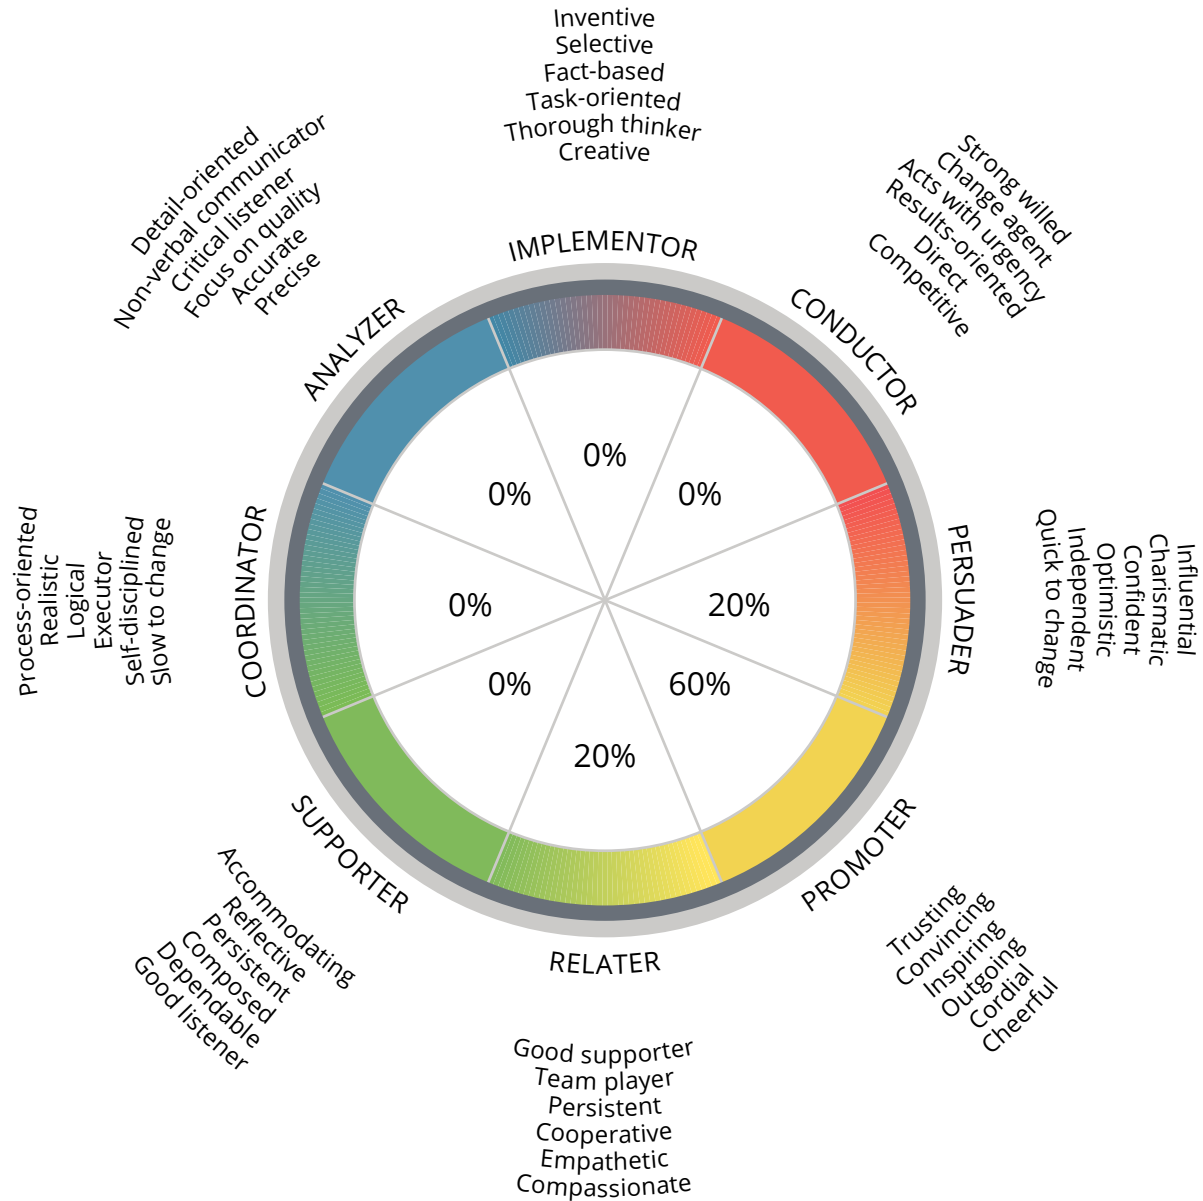 Inventive
Selective
Fact-based
Task-oriented
Thorough thinker
Creative
IMPLEMENTOR
Strong willed
Change agent
Acts with urgency
Results-oriented
Direct
Competitive
CONDUCTOR
Influential
Charismatic
Confident
Optimistic
Independent
Quick to change
PERSUADER
Trusting
Convincing
Inspiring
Outgoing
Cordial
Cheerful
PROMOTER
RELATER
Good supporter
Team player
Persistent
Cooperative
Empathetic
Compassionate
SUPPORTER
Accommodating
Reflective
Persistent
Composed
Dependable
Good listener
COORDINATOR
Process-oriented
Realistic
Logical
Executor
Self-disciplined
Slow to change
ANALYZER
Detail-oriented
Non-verbal communicator
Critical listener
Focus on quality
Accurate
Precise
0%
0%
0%
0%
20%
0%
60%
20%